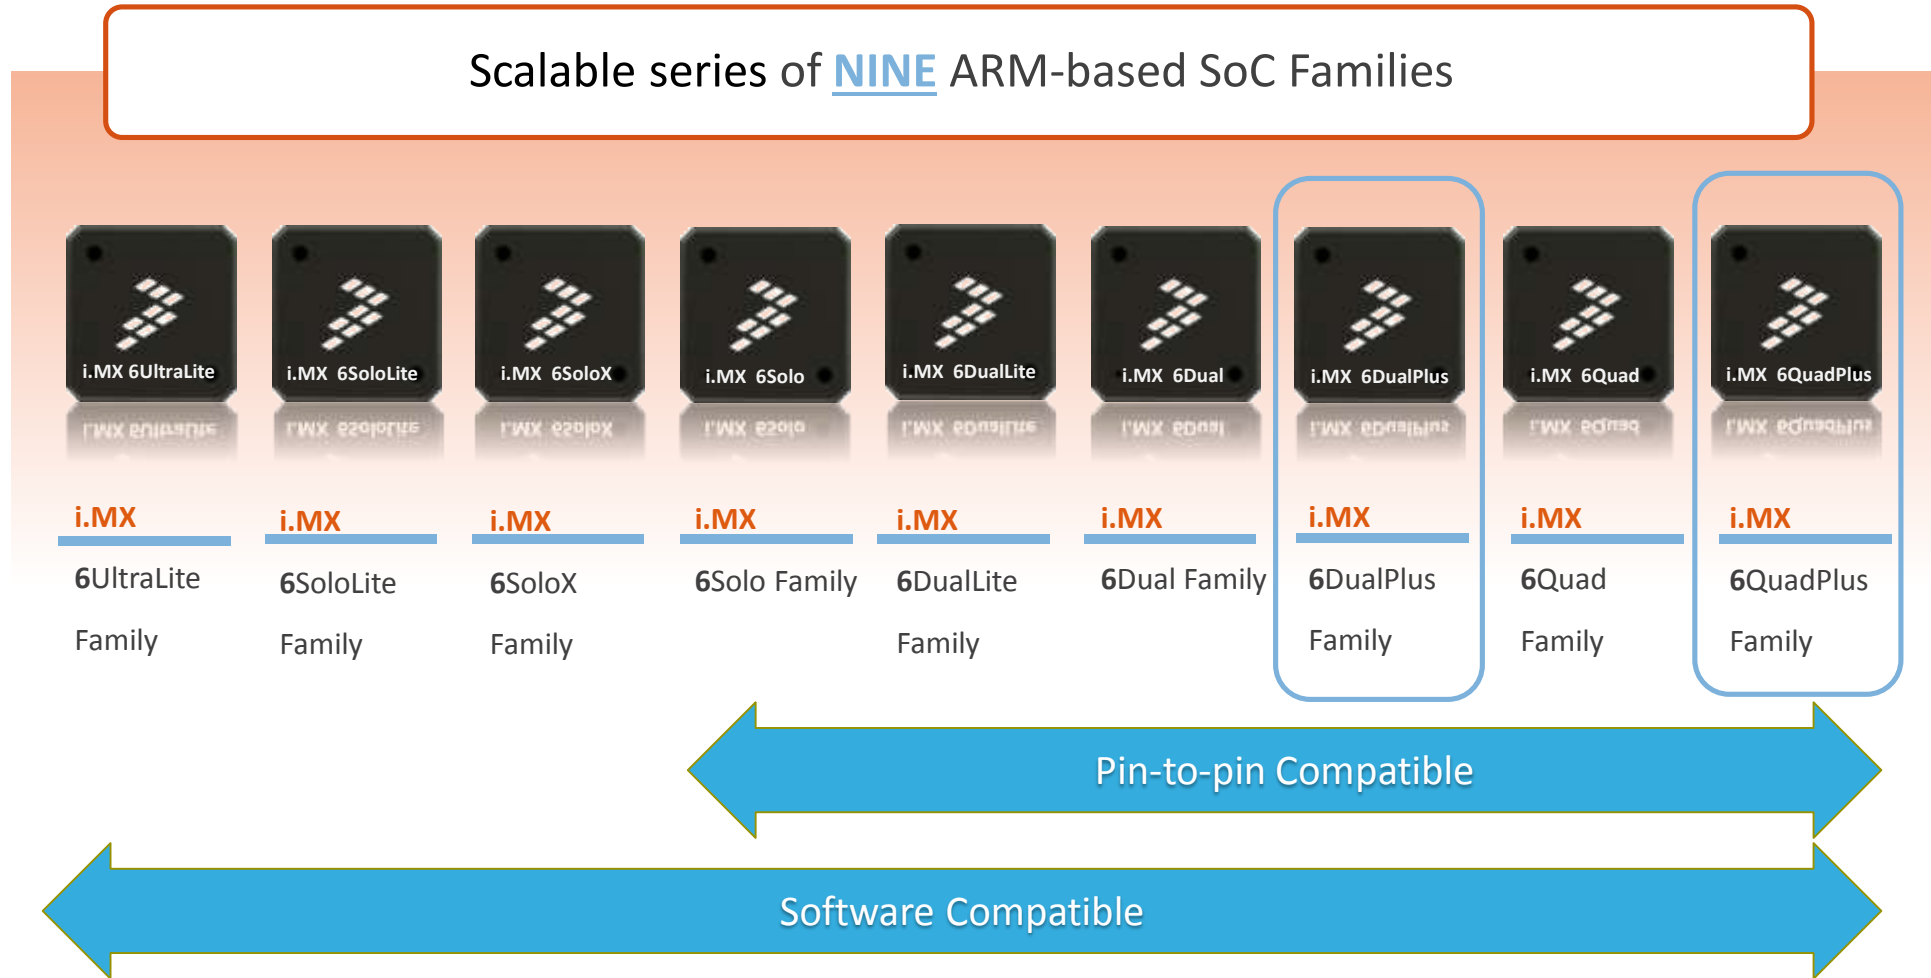 Scalable series of NINE ARM-based SoC Families
i.MX 6UltraLite
i.MX 6SoloLite
i.MX 6SoloX
i.MX 6Solo
i.MX 6DualLite
i.MX 6Dual
i.MX 6DualPlus
i.MX 6Quad
i.MX 6QuadPlus
i.MX
6UltraLite
Family
i.MX
6SoloLite
Family
i.MX
6SoloX
Family
i.MX
6Solo Family
i.MX
6DualLite
Family
i.MX
6Dual Family
i.MX
6DualPlus
Family
i.MX
6Quad
Family
i.MX
6QuadPlus
Family
Pin-to-pin Compatible
Software Compatible